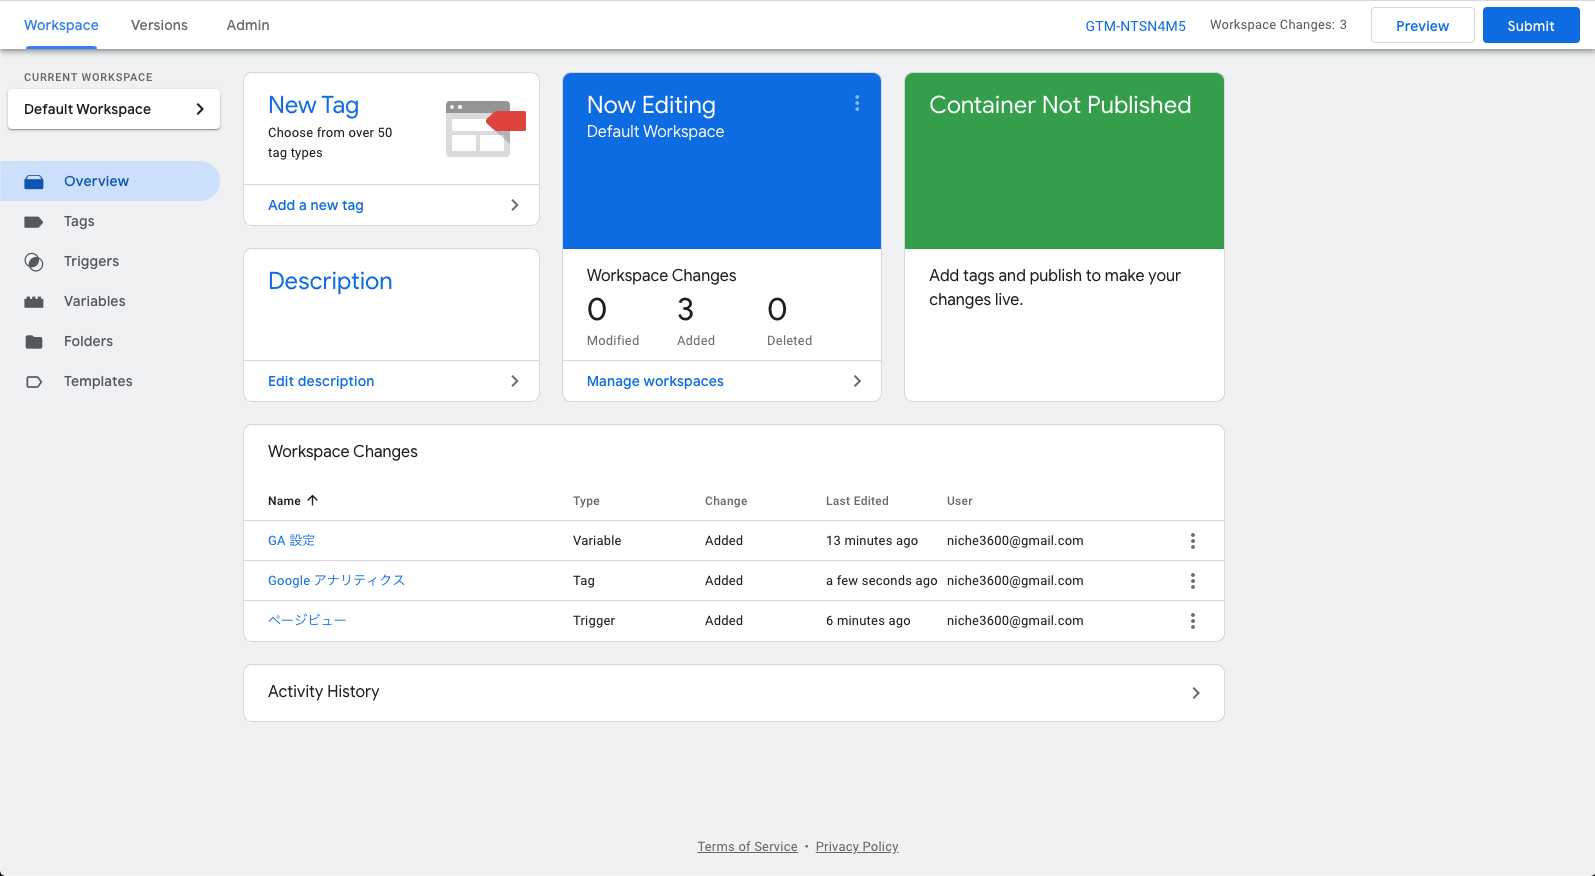 Workspace Versions Admin GTM-NTSN4M5 Workspace Changes: 3 Preview Submit
CURRENT WORKSPACE
Default Workspace
Overview
Tags
Triggers
Variables
Folders
Templates
New Tag
Choose from over 50
tag types
Add a new tag
Description
Edit description
Now Editing
Default Workspace
Workspace Changes
0 3 0
Modified Added Deleted
Manage workspaces
Container Not Published
Add tags and publish to make your
changes live.
Workspace Changes
Name Type Change Last Edited User
GA 設定 Variable Added 13 minutes ago niche3600@gmail.com
Google アナリティクス Tag Added a few seconds ago niche3600@gmail.com
ページビュー Trigger Added 6 minutes ago niche3600@gmail.com
Activity History
Terms of Service • Privacy Policy